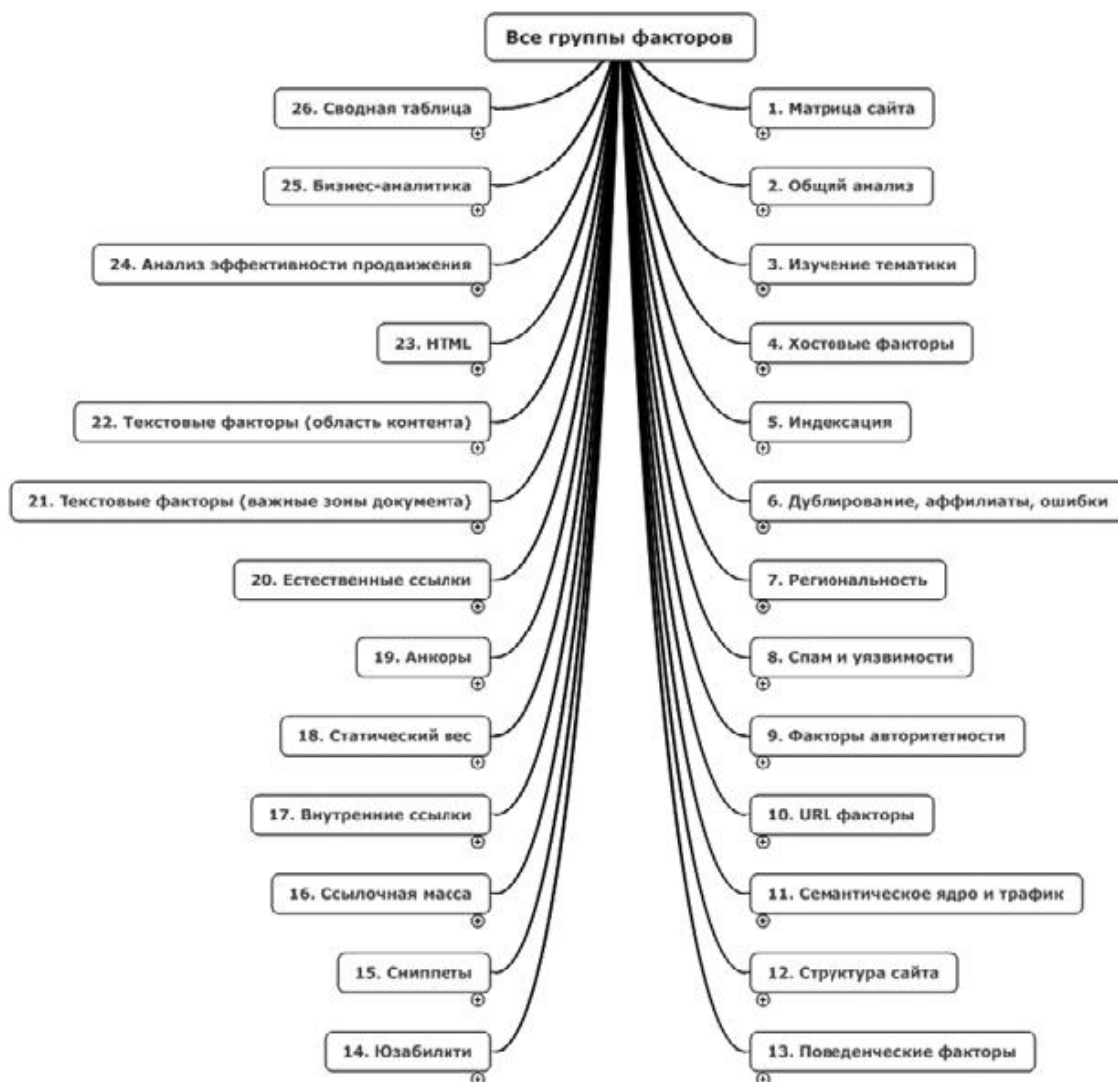 Все группы факторов
1. Матрица сайта
2. Общий анализ
3. Изучение тематики
4. Хостовые факторы
5. Индексация
6. Дублирование, аффилиаты, ошибки
7. Региональность
8. Спам и уязвимости
9. Факторы авторитетности
10. URL факторы
11. Семантическое ядро и трафик
12. Структура сайта
13. Поведенческие факторы
14. Юзабилити
15. Сниппеты
16. Ссылочная масса
17. Внутренние ссылки
18. Статический вес
19. Анкоры
20. Естественные ссылки
21. Текстовые факторы (важные зоны документа)
22. Текстовые факторы (область контента)
23. HTML
24. Анализ эффективности продвижения
25. Бизнес-аналитика
26. Сводная таблица